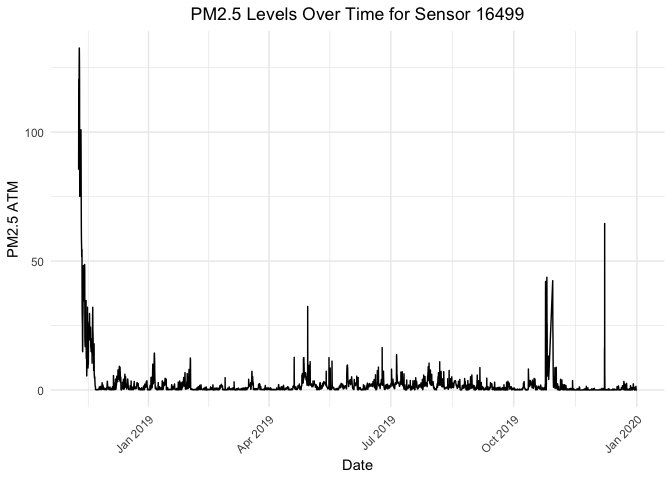 PM2.5 Levels Over Time for Sensor 16499
PM2.5 ATM
100
50
0
Jan 2019
Apr 2019
Jul 2019
Oct 2019
Jan 2020
Date